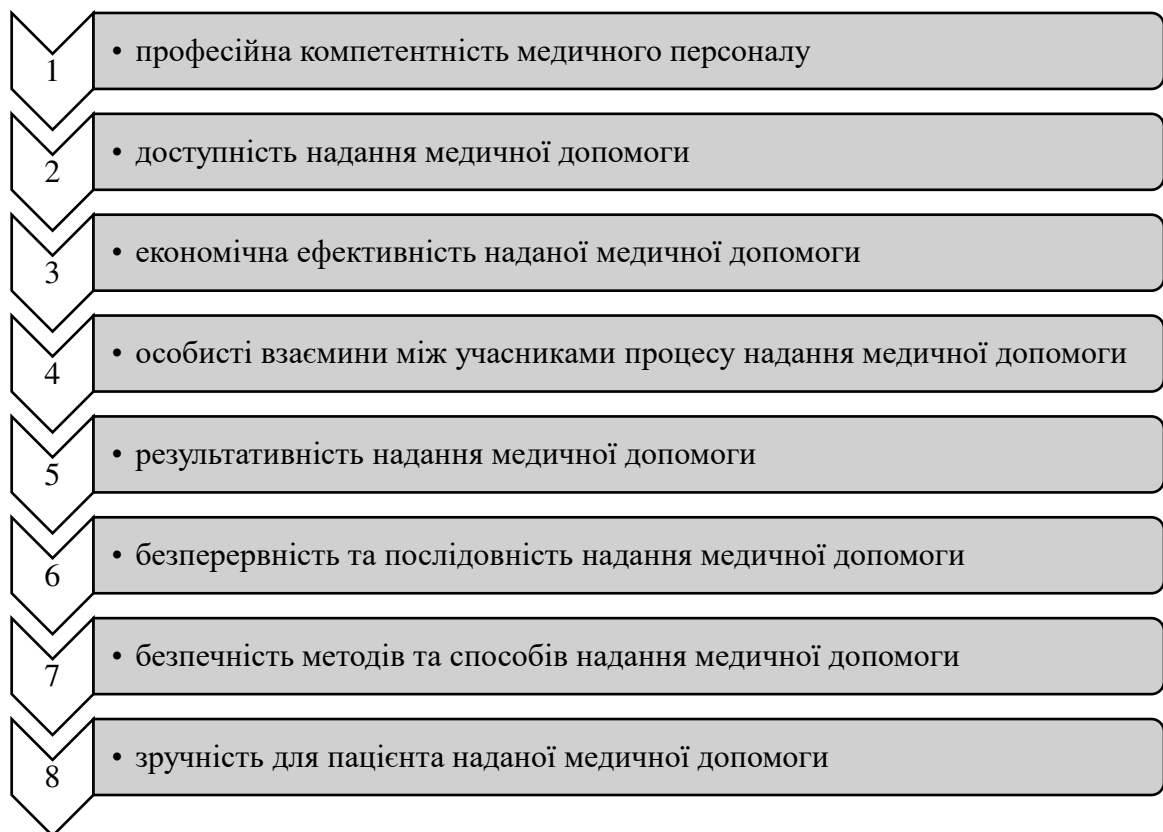 1 • професійна компетентність медичного персоналу
2 • доступність надання медичної допомоги
3 • економічна ефективність наданої медичної допомоги
4 • особисті взаємини між учасниками процесу надання медичної допомоги
5 • результативність надання медичної допомоги
6 • безперервність та послідовність надання медичної допомоги
7 • безпечність методів та способів надання медичної допомоги
8 • зручність для пацієнта наданої медичної допомоги